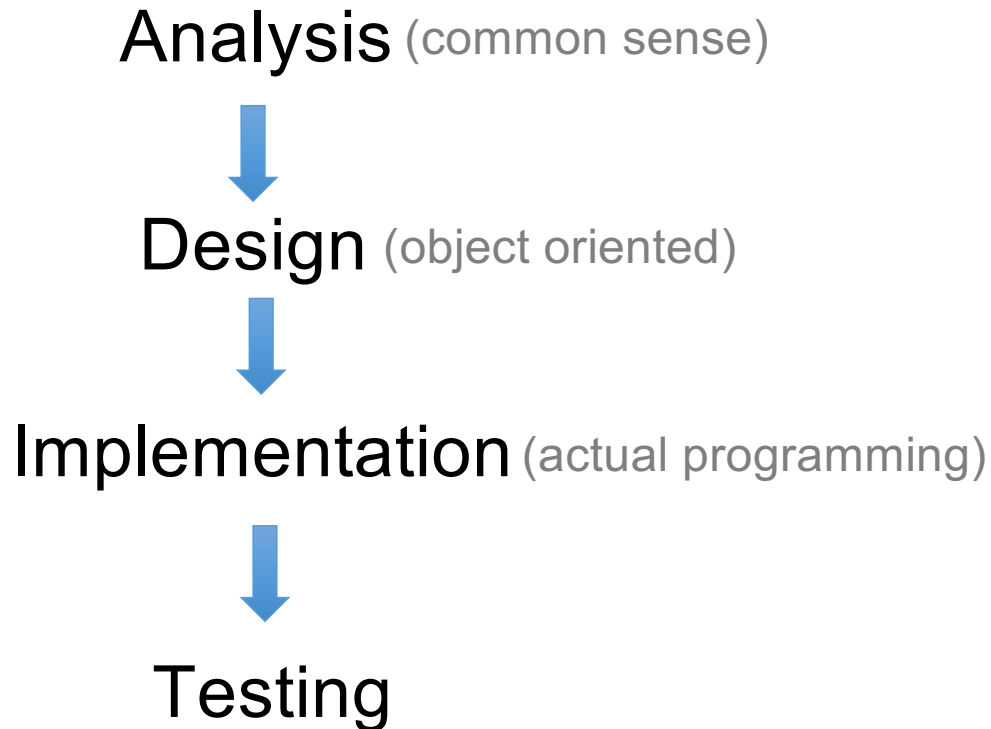 Analysis (common sense)
Design (object oriented)
Implementation (actual programming)
Testing